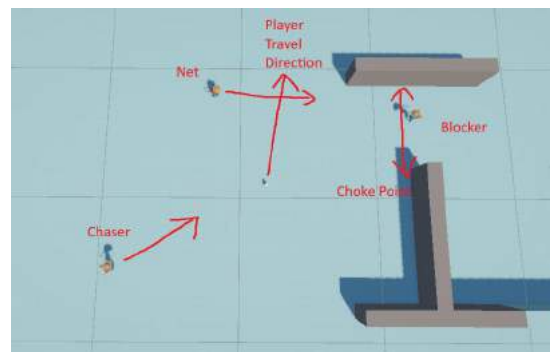 Player
Travel
Direction
Net
Blocker
Choke Point
Chaser